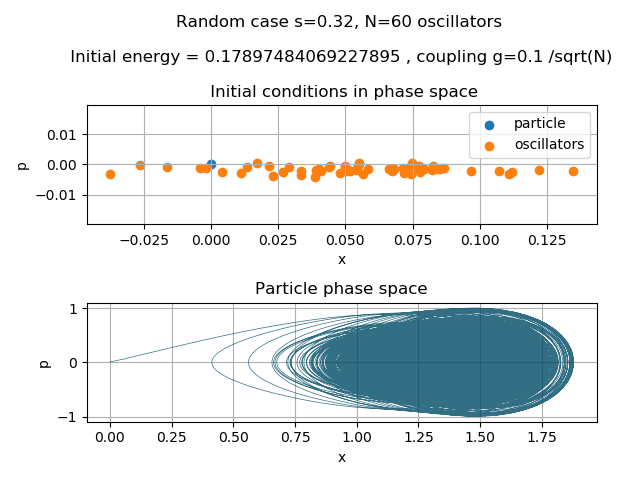 Random case s=0.32, N=60 oscillators
Initial energy = 0.17897484069227895 , coupling g=0.1 /sqrt(N)
Initial conditions in phase space
particle
oscillators
0.01
0.00
−0.01
p
−0.025 0.000 0.025 0.050 0.075 0.100 0.125
x
Particle phase space
1
0
−1
p
0.00 0.25 0.50 0.75 1.00 1.25 1.50 1.75
x